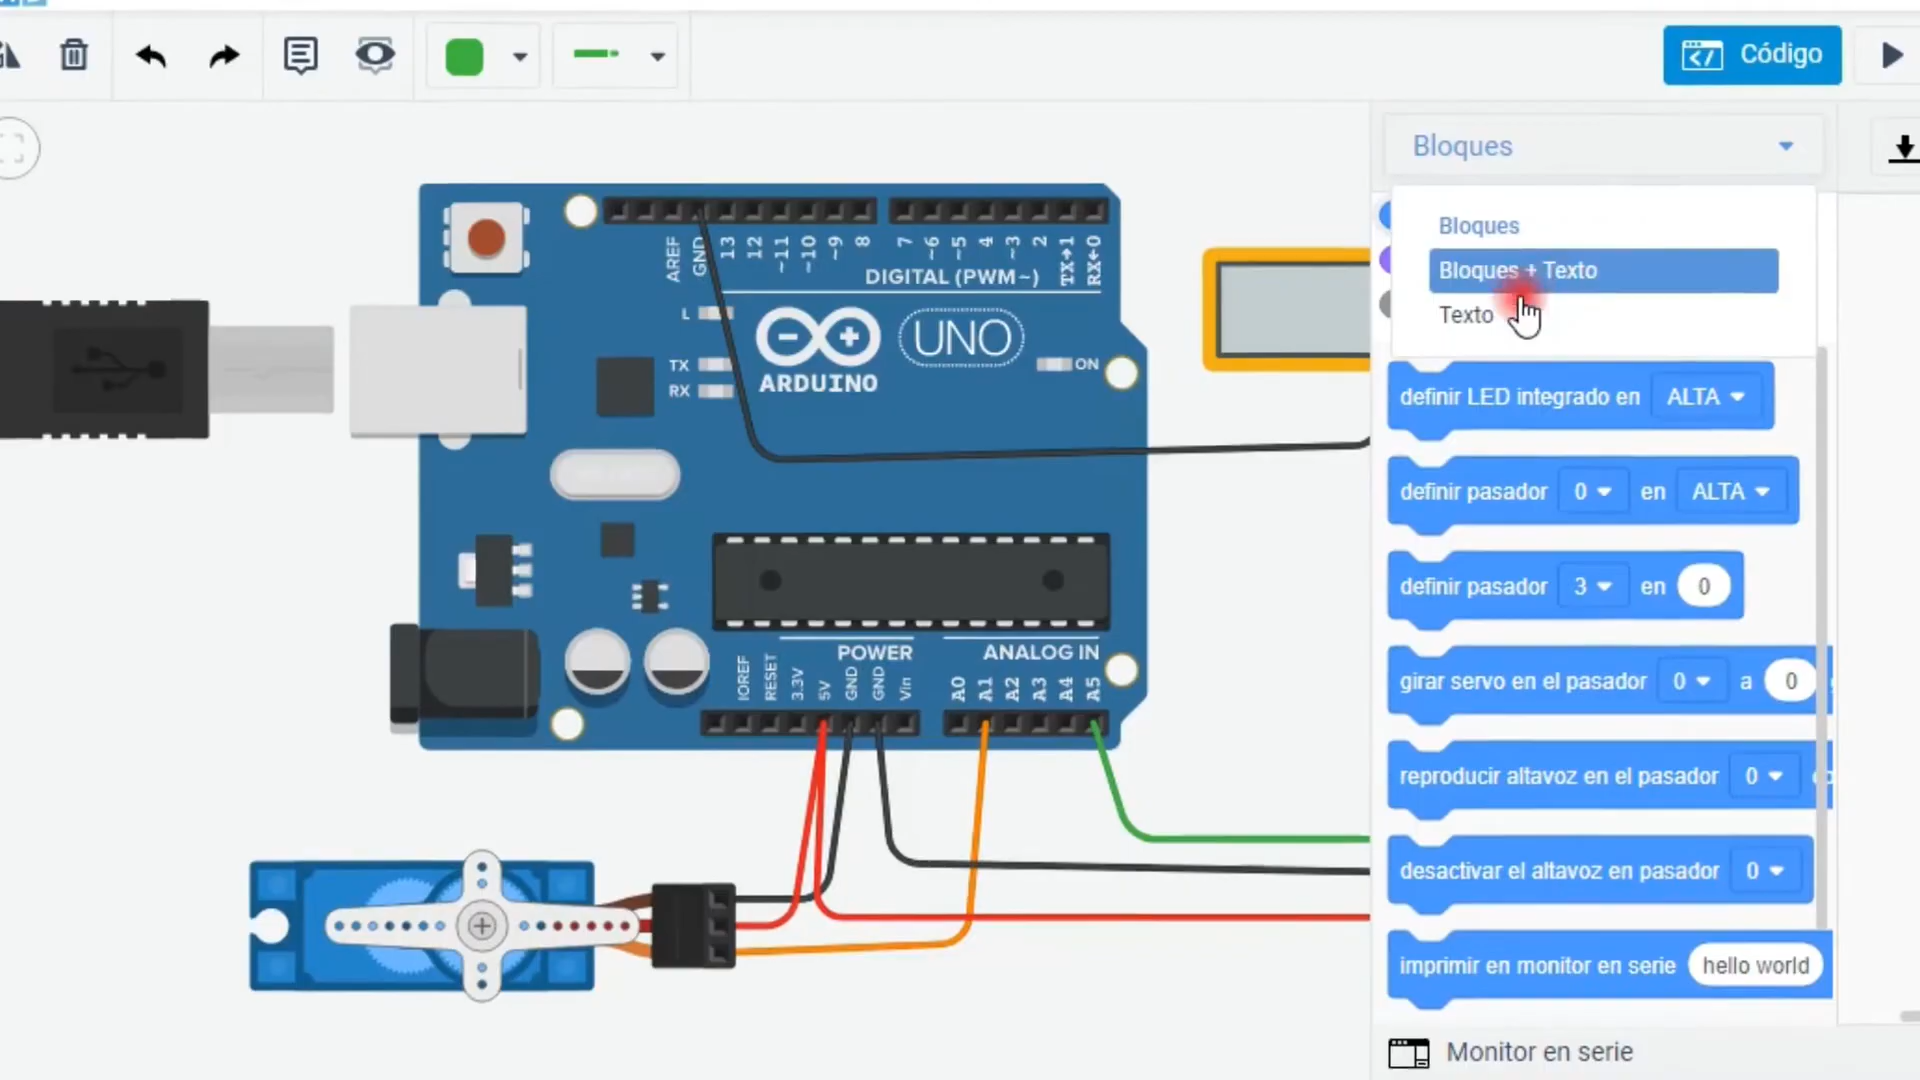 Código
Bloques
Bloques
Bloques + Texto
Texto
AREF
GND
13
12
~11
~10
~9
8
7
~6
~5
4
~3
2
TX→1
RX←0
DIGITAL (PWM~)
L
TX
RX
ARDUINO
UNO
ON
POWER
ANALOG IN
IOREF
RESET
3.3V
5V
GND
GND
Vin
A0
A1
A2
A3
A4
A5
definir LED integrado en ALTA
definir pasador 0 en ALTA
definir pasador 3 en 0
girar servo en el pasador 0 a 0
reproducir altavoz en el pasador 0
desactivar el altavoz en pasador 0
imprimir en monitor en serie hello world
Monitor en serie